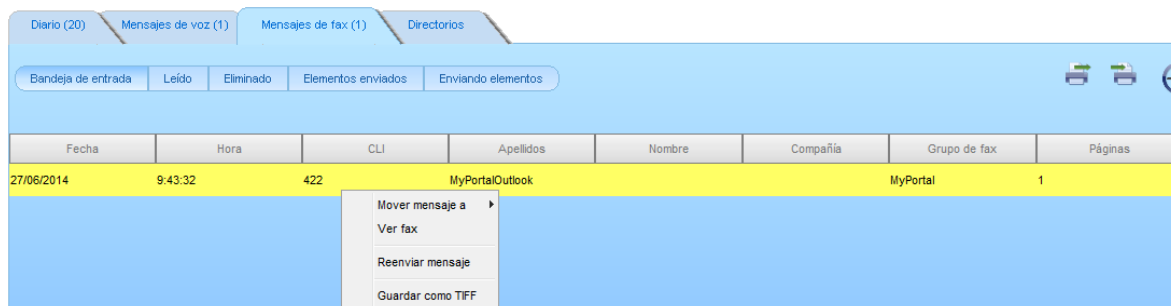 Diario (20) Mensajes de voz (1) Mensajes de fax (1) Directorios
Bandeja de entrada Leído Eliminado Elementos enviados Enviando elementos
Fecha Hora CLI Apellidos Nombre Compañía Grupo de fax Páginas
27/06/2014 9:43:32 422 MyPortalOutlook MyPortal 1
Mover mensaje a
Ver fax
Reenviar mensaje
Guardar como TIFF